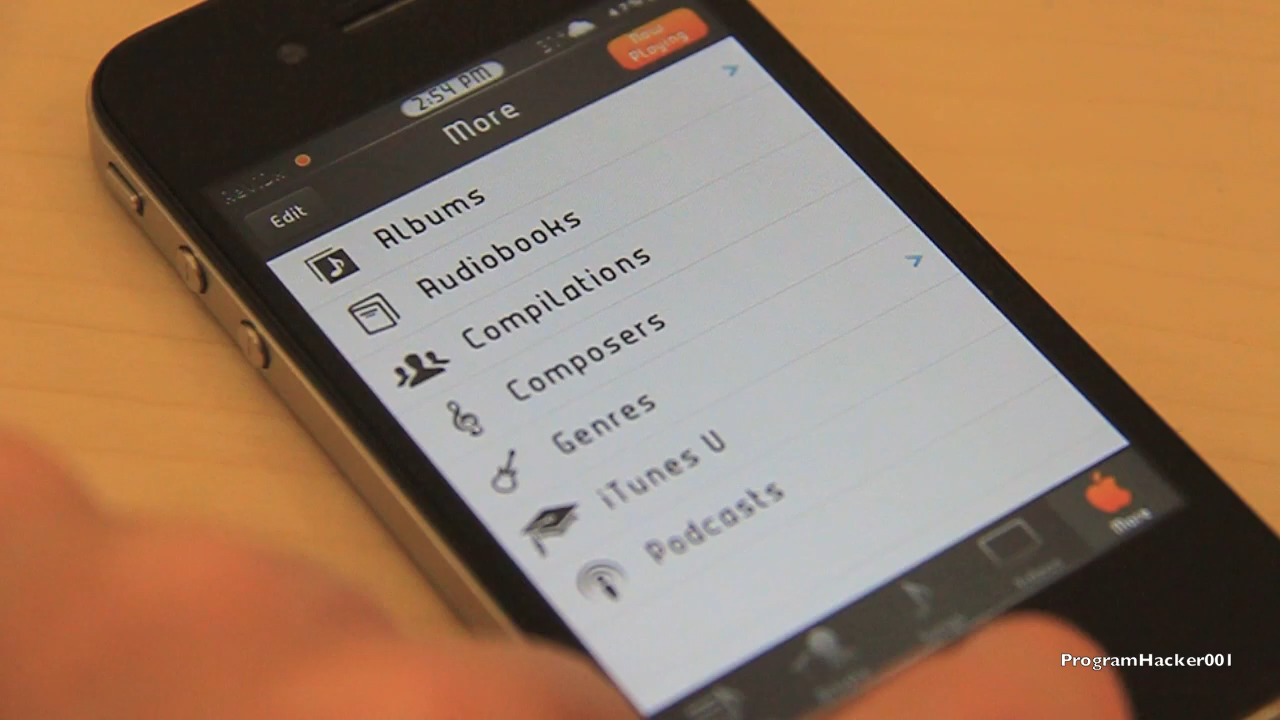 2:54 PM
Now
Playing
More
Edit
Albums
Audiobooks
Compilations
Composers
Genres
iTunes U
Podcasts
More
ProgramHacker001